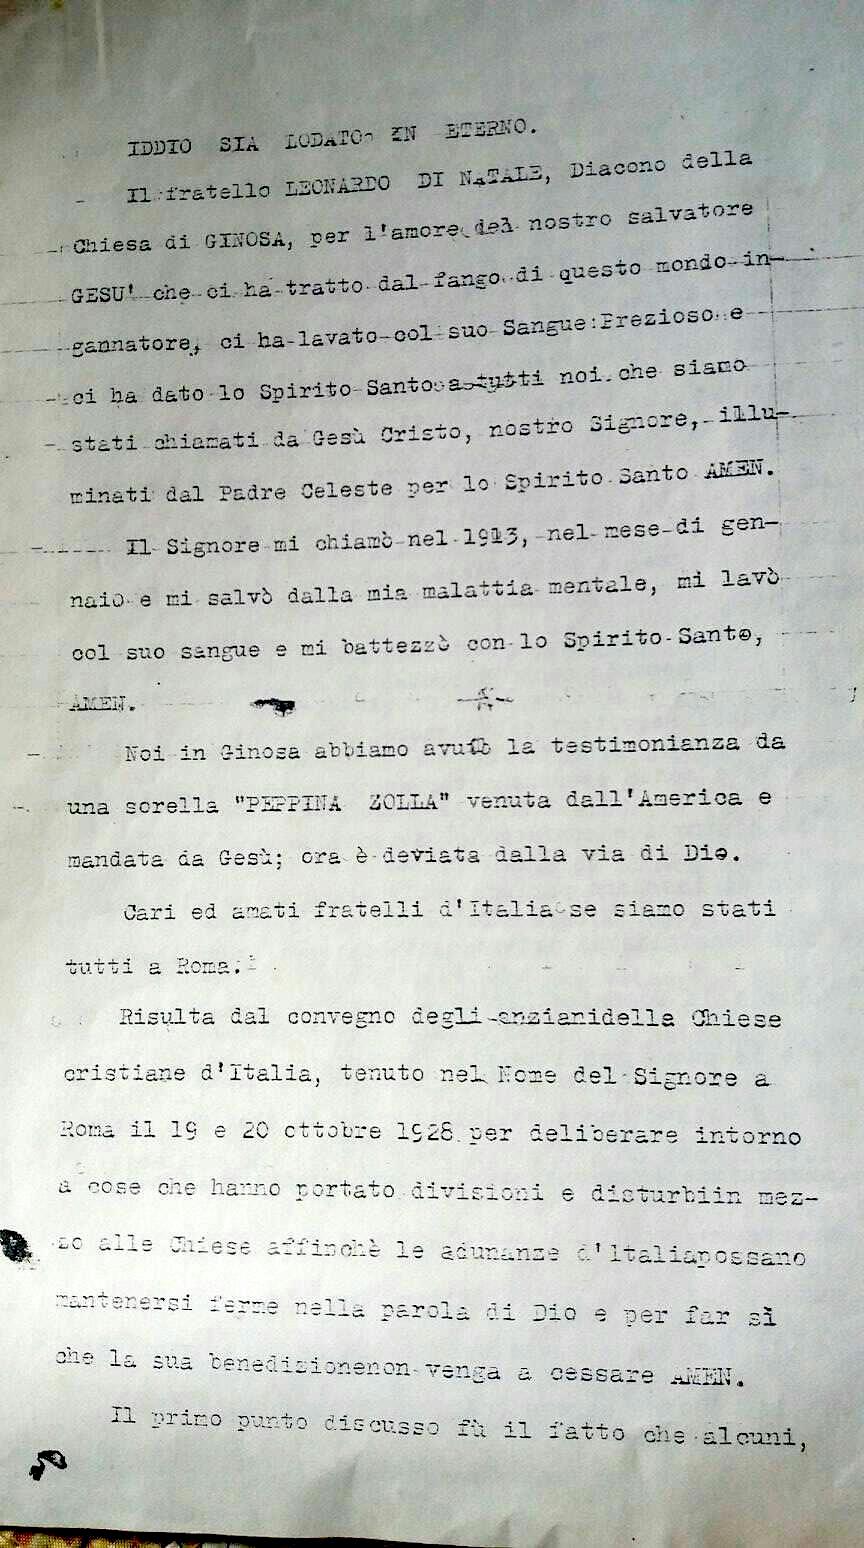 IDDIO SIA LODATO IN ETERNO.
Il fratello LEONARDO DI NATALE, Diacono della
Chiesa di GINOSA, per l'amore del nostro salvatore
GESU' che ci ha tratto dal fango di questo mondo in-
gannatore, ci ha lavato col suo Sangue Prezioso e
ci ha dato lo Spirito Santo a tutti noi che siamo
stati chiamati da Gesù Cristo, nostro Signore, illu-
minati dal Padre Celeste per lo Spirito Santo AMEN.
Il Signore mi chiamò nel 1913, nel mese di gen-
naio e mi salvò dalla mia malattia mentale, mi lavò
col suo sangue e mi battezzò con lo Spirito Santo,
AMEN.
Noi in Ginosa abbiamo avuto la testimonianza da
una sorella "PEPPINA ZOLLA" venuta dall'America e
mandata da Gesù; ora è deviata dalla via di Dio.
Cari ed amati fratelli d'Italia se siamo stati
tutti a Roma.
Risulta dal convegno degli anzianidella Chiese
cristiane d'Italia, tenuto nel Nome del Signore a
Roma il 19 e 20 ottobre 1928 per deliberare intorno
a cose che hanno portato divisioni e disturbiin mez-
zo alle Chiese affinchè le adunanze d'Italiapossano
mantenersi ferme nella parola di Dio e per far sì
che la sua benedizionenon venga a cessare AMEN.
Il primo punto discusso fù il fatto che alcuni,